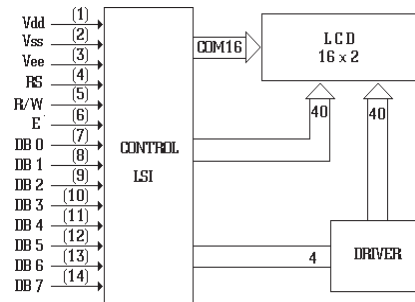 Vdd (1)
Vss (2)
Vee (3)
RS (4)
R/W (5)
E (6)
DB 0 (7)
DB 1 (8)
DB 2 (9)
DB 3 (10)
DB 4 (11)
DB 5 (12)
DB 6 (13)
DB 7 (14)
CONTROL
LSI
COM16
LCD
16 x 2
40
40
4
DRIVER